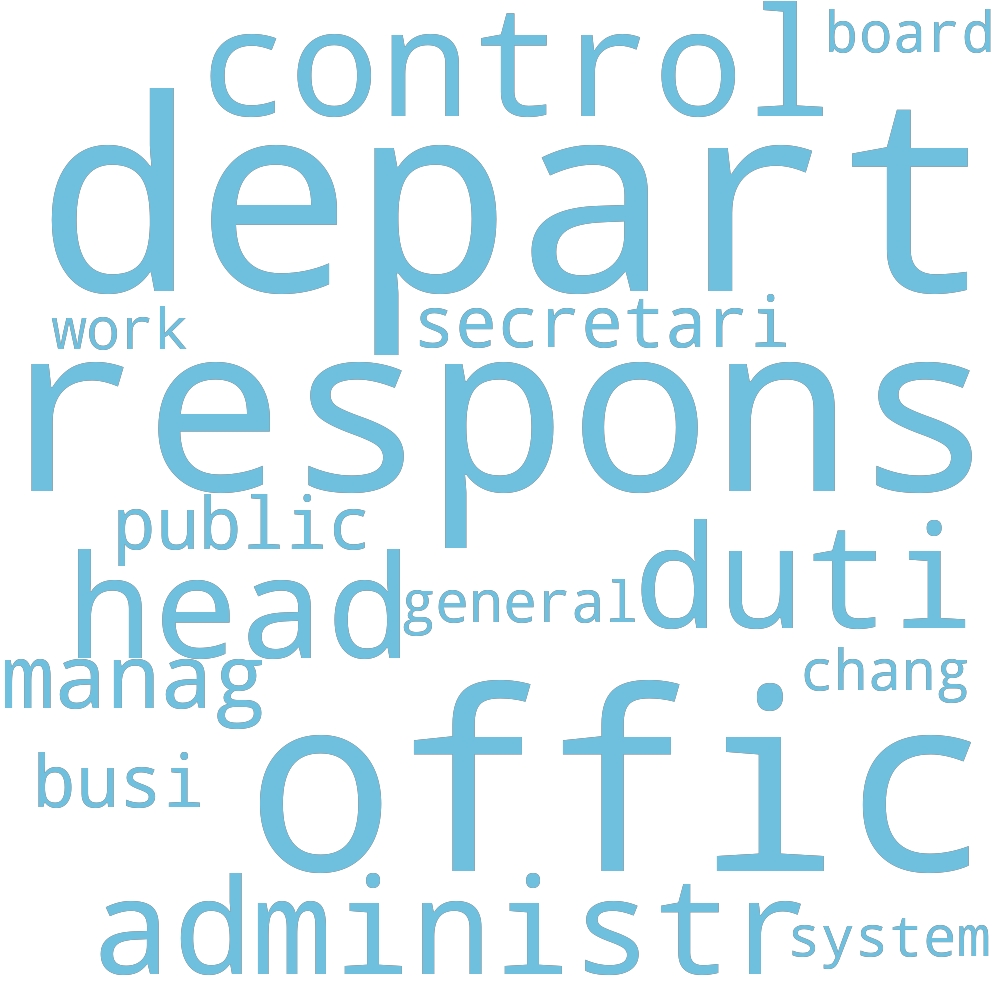 control
board
depart
work
secretari
respons
public
head
general
duti
manag
chang
busi
offic
administr
system